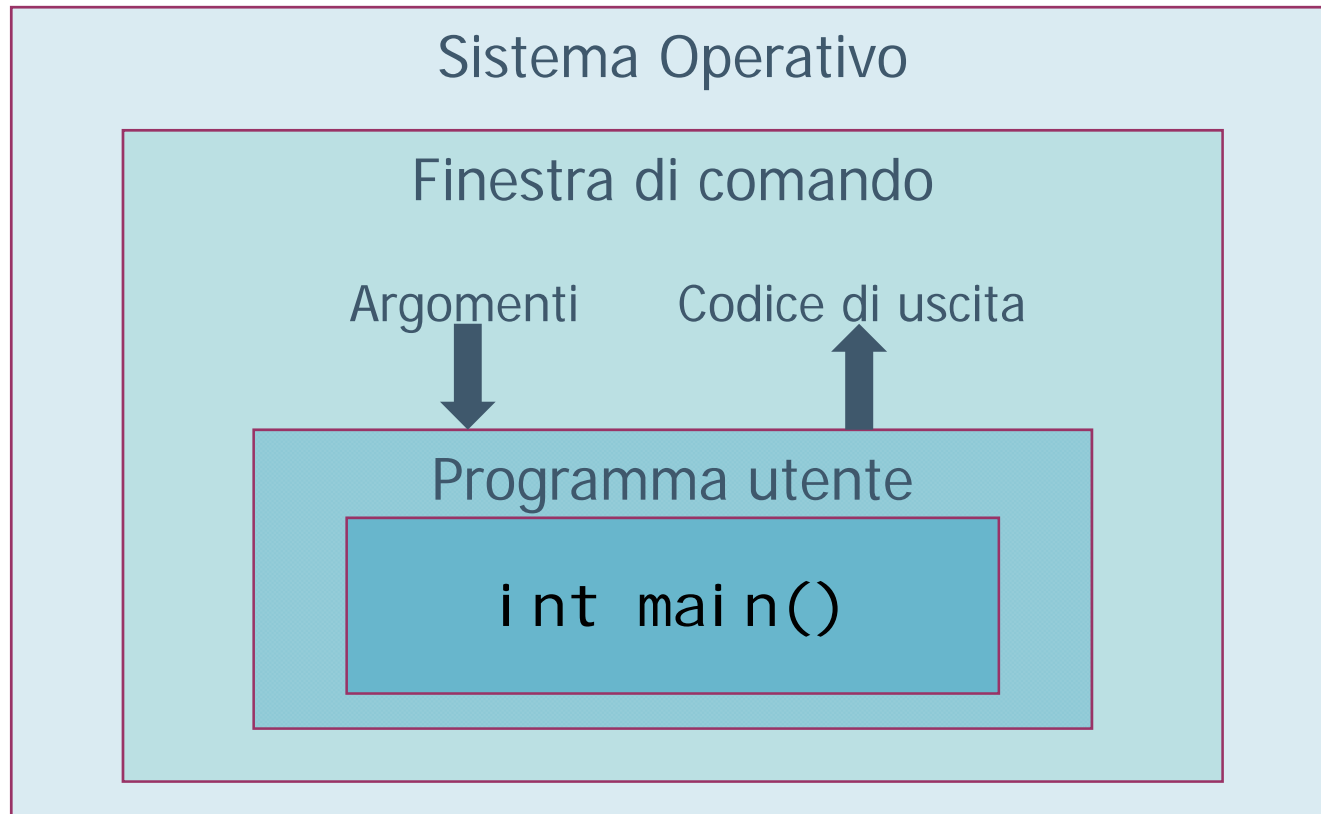 Sistema Operativo
Finestra di comando
Argomenti Codice di uscita
Programma utente
int main()